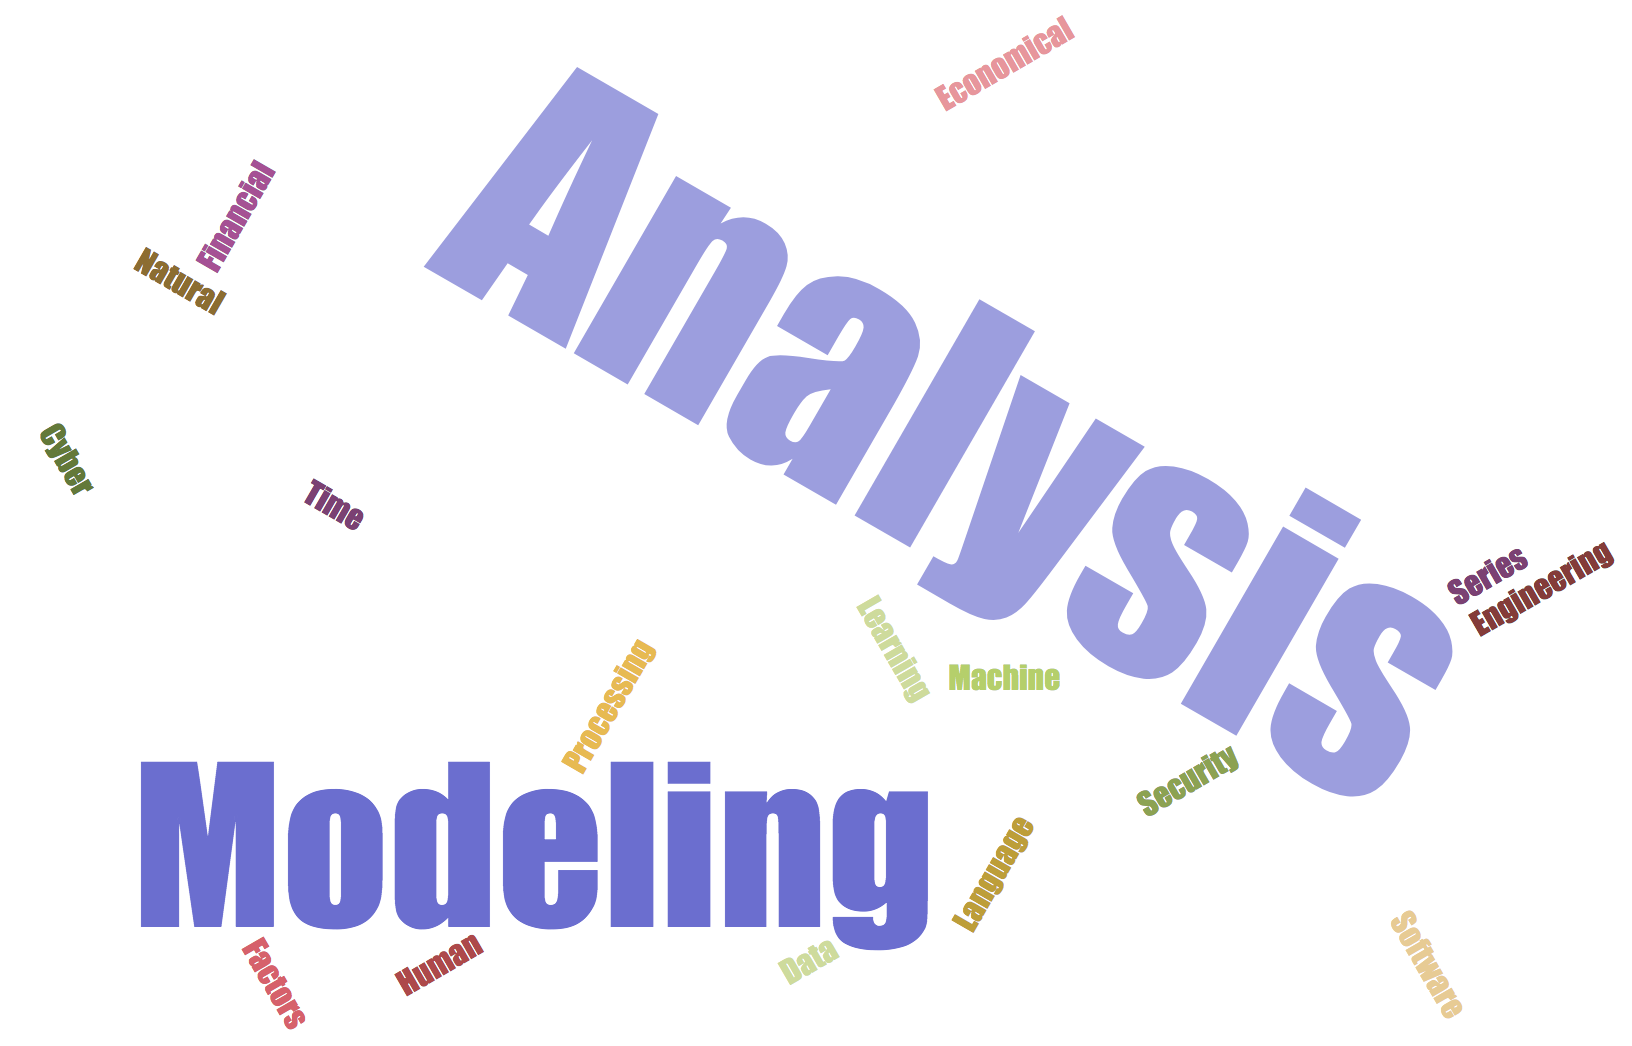 Economical
Analysis
Financial
Natural
Cyber
Time
Series
Engineering
Learning
Machine
Processing
Security
Modeling
Language
Factors
Human
Data
Software